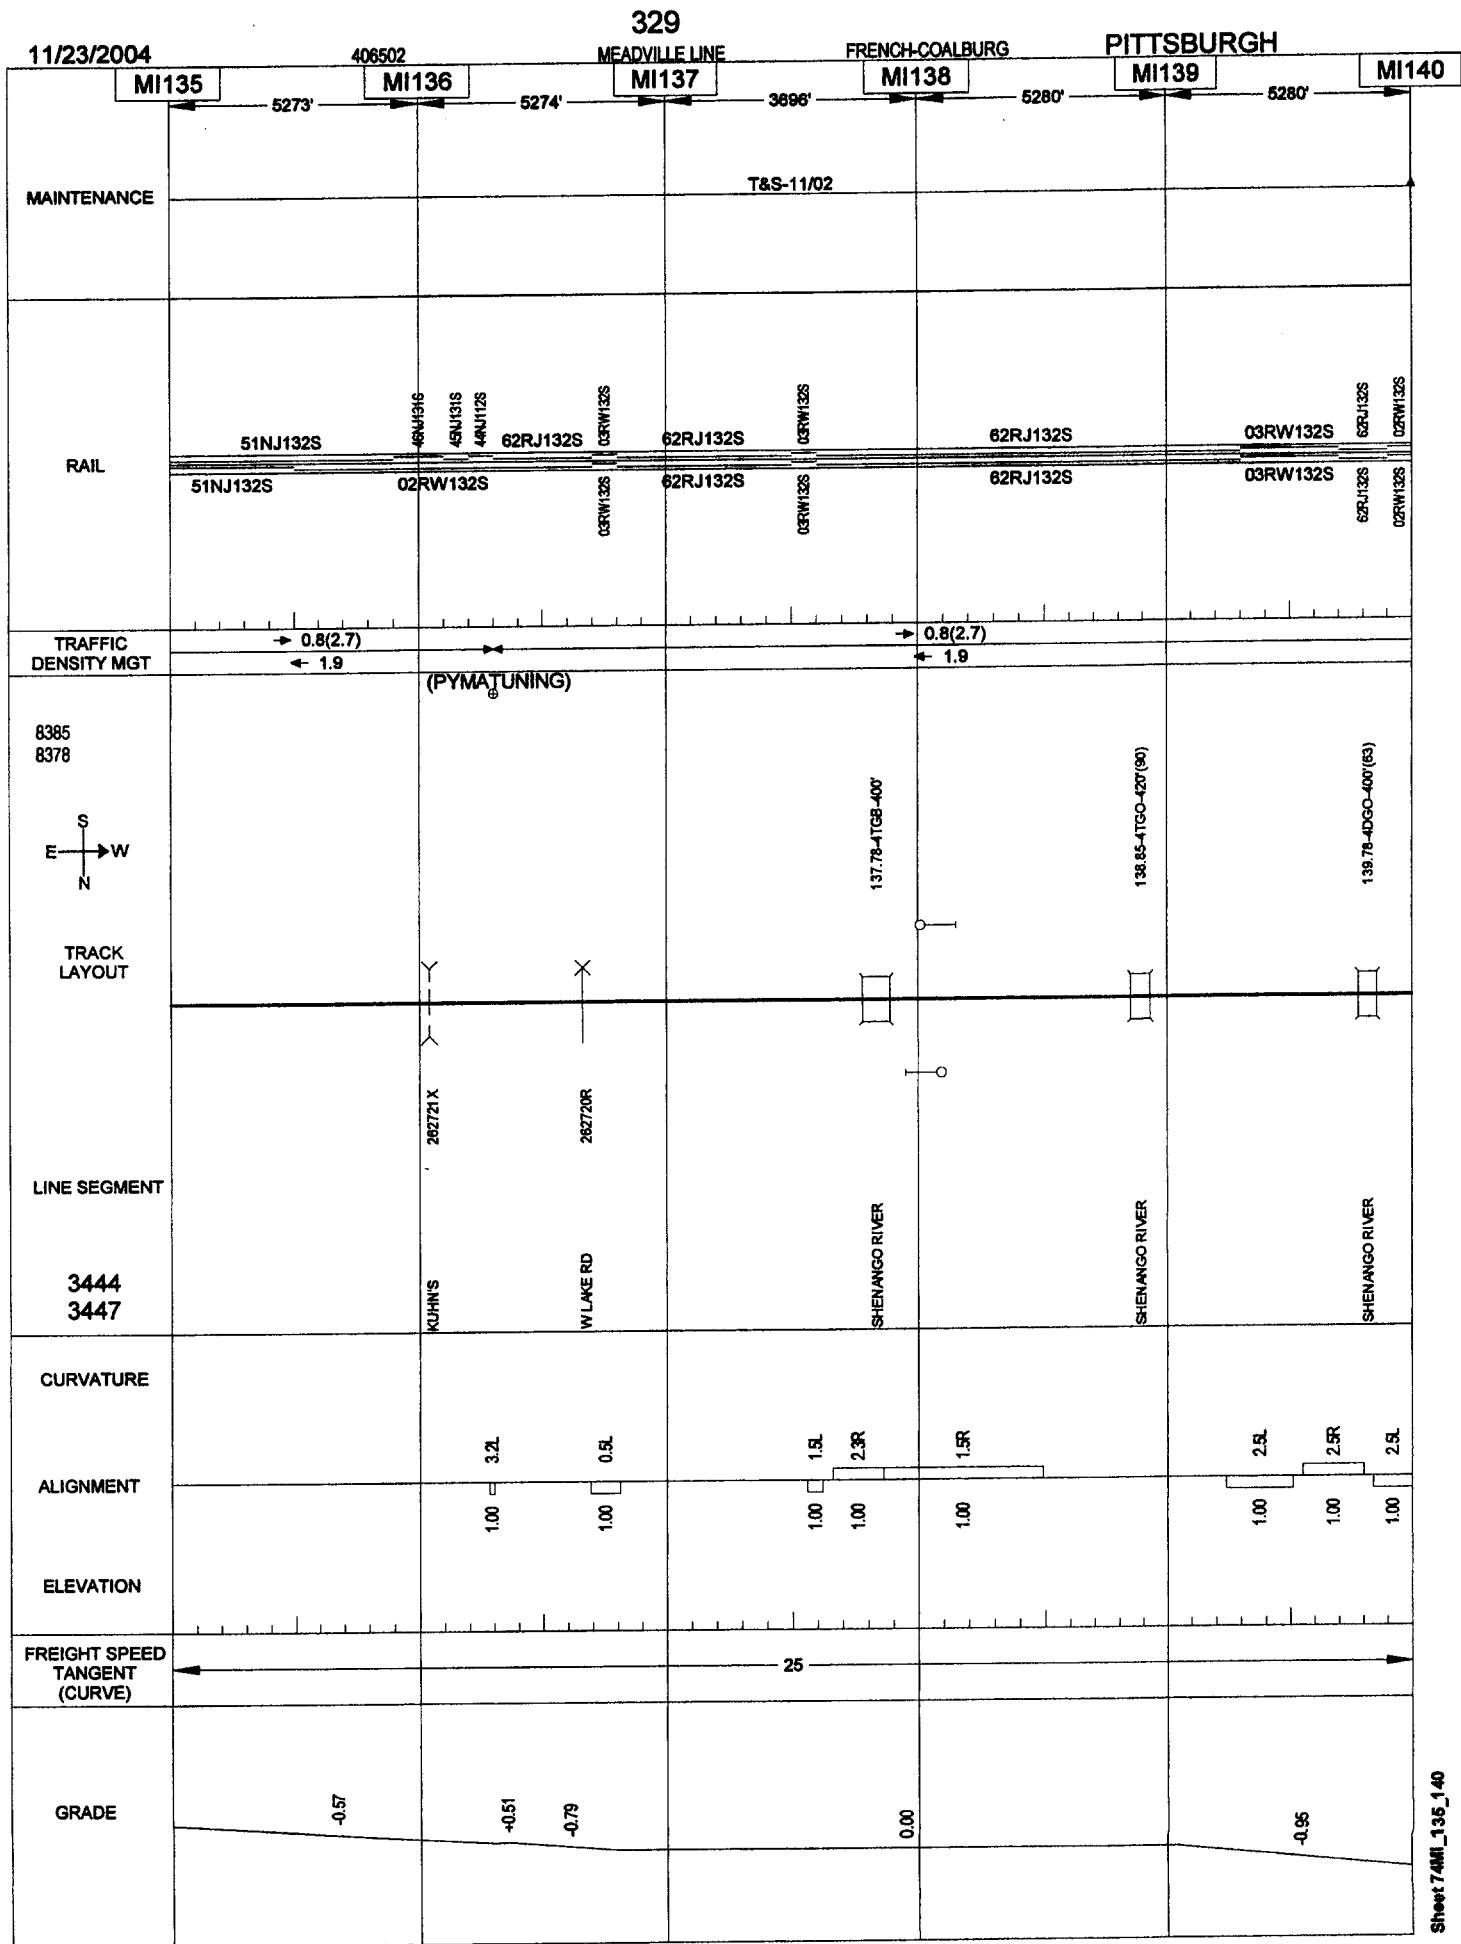 329
11/23/2004 406502 MEADVILLE LINE FRENCH-COALBURG PITTSBURGH
MI135 MI136 MI137 MI138 MI139 MI140
5273' 5274' 3696' 5280' 5280'
MAINTENANCE
T&S-11/02
RAIL
51NJ132S 46NJ131S 45NJ131S 44NJ112S 62RJ132S 03RW132S 62RJ132S 03RW132S 62RJ132S 03RW132S 62RJ132S 02RW132S
51NJ132S 02RW132S 03RW132S 62RJ132S 03RW132S 62RJ132S 03RW132S 62RJ132S 02RW132S
TRAFFIC
DENSITY MGT
0.8(2.7) 0.8(2.7)
1.9 1.9
(PYMATUNING)
8385
8378
S
E W
N
137.78-4TGB-400'
138.85-4TGO-420'(90)
139.78-4DGO-400'(63)
TRACK
LAYOUT
262721X
262720R
LINE SEGMENT
3444
3447
KUHN'S
W LAKE RD
SHENANGO RIVER
SHENANGO RIVER
SHENANGO RIVER
CURVATURE
3.2L 0.5L 1.5L 2.3R 1.5R 2.5L 2.5R 2.5L
ALIGNMENT
1.00 1.00 1.00 1.00 1.00 1.00 1.00 1.00
ELEVATION
FREIGHT SPEED
TANGENT
(CURVE)
25
GRADE
-0.57 +0.51 -0.79 0.00 -0.95
Sheet 74MI_135_140